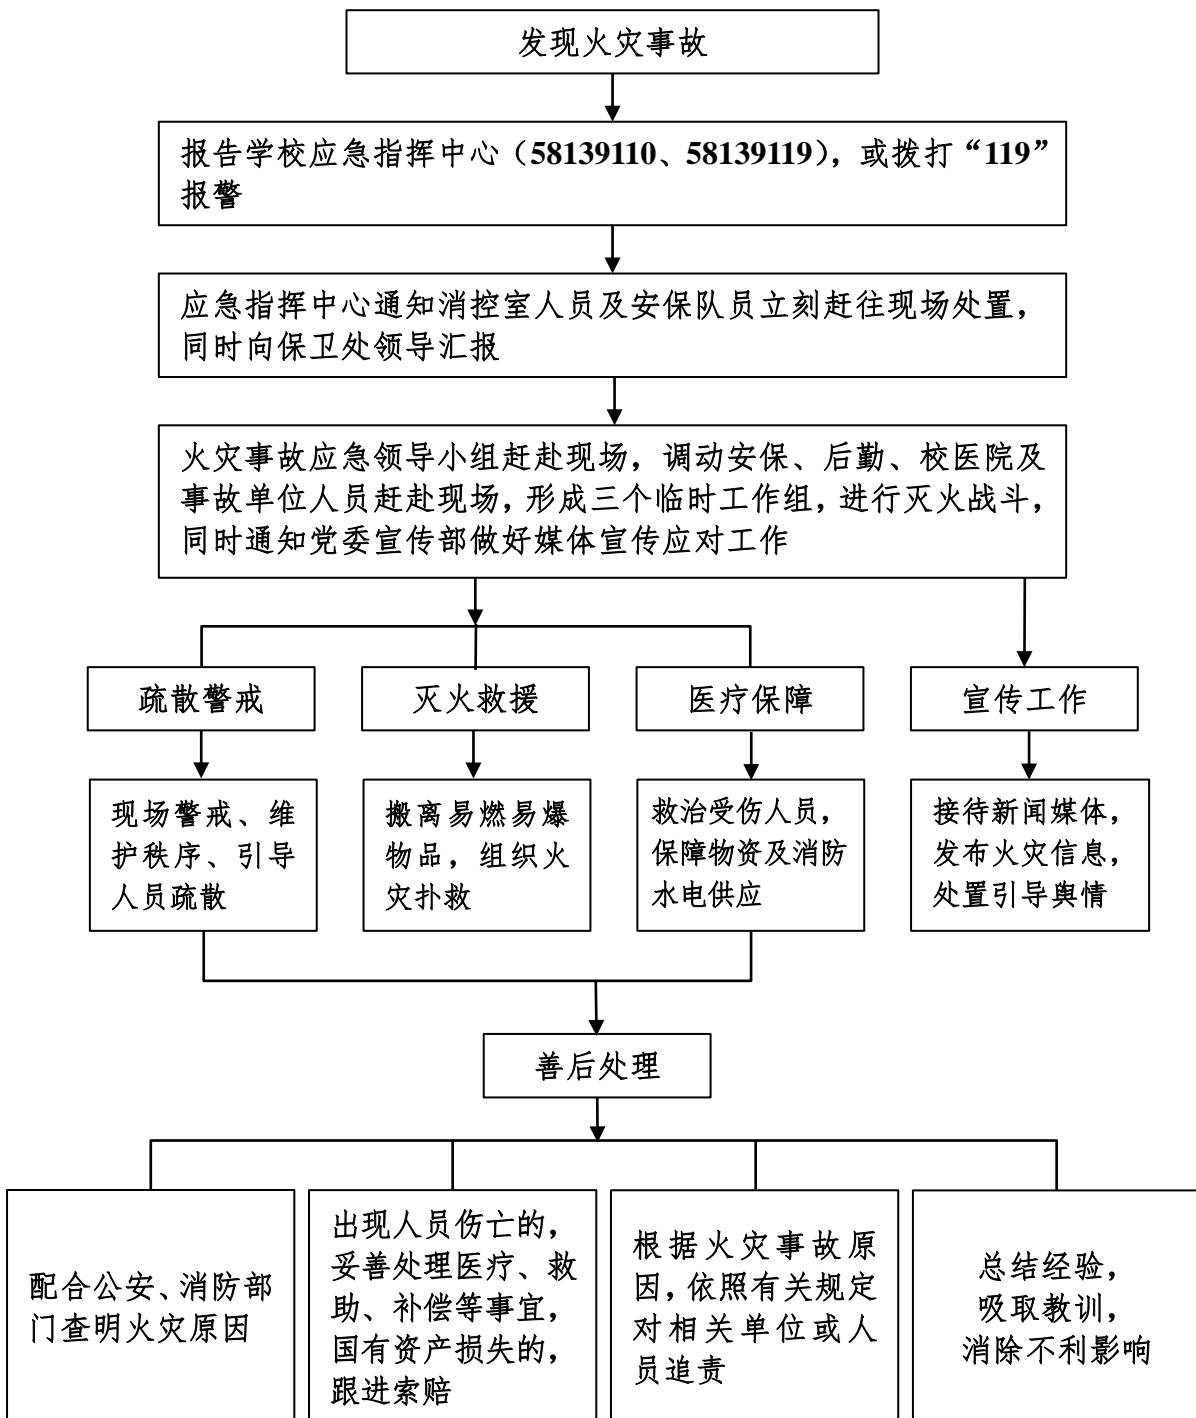 发现火灾事故
报告学校应急指挥中心（58139110、58139119），或拨打“119”
报警
应急指挥中心通知消控室人员及安保队员立刻赶往现场处置，
同时向保卫处领导汇报
火灾事故应急领导小组赶赴现场，调动安保、后勤、校医院及
事故单位人员赶赴现场，形成三个临时工作组，进行灭火战斗，
同时通知党委宣传部做好媒体宣传应对工作
疏散警戒
灭火救援
医疗保障
宣传工作
现场警戒、维
护秩序、引导
人员疏散
搬离易燃易爆
物品，组织火
灾扑救
救治受伤人员，
保障物资及消防
水电供应
接待新闻媒体，
发布火灾信息，
处置引导舆情
善后处理
配合公安、消防部
门查明火灾原因
出现人员伤亡的，
妥善处理医疗、救
助、补偿等事宜，
国有资产损失的，
跟进索赔
根据火灾事故原
因，依照有关规定
对相关单位或人
员追责
总结经验，
吸取教训，
消除不利影响